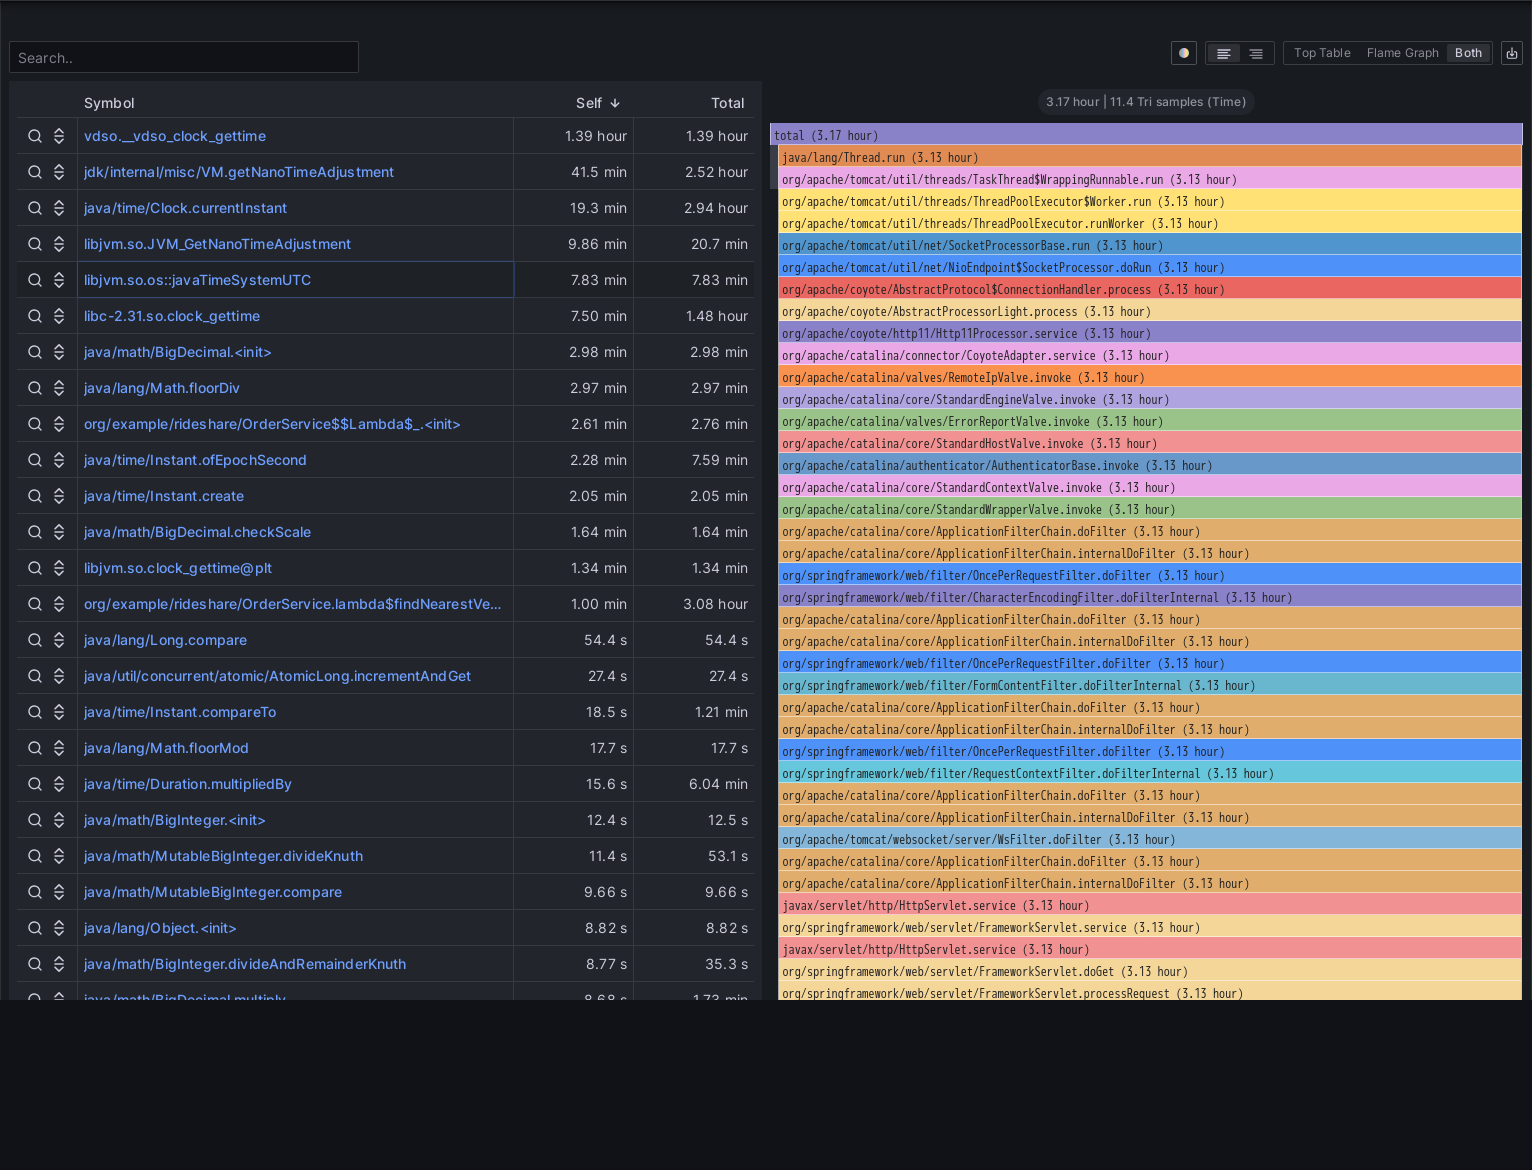 Search..
Top Table Flame Graph Both
Symbol Self Total
vdso.__vdso_clock_gettime 1.39 hour 1.39 hour
jdk/internal/misc/VM.getNanoTimeAdjustment 41.5 min 2.52 hour
java/time/Clock.currentInstant 19.3 min 2.94 hour
libjvm.so.JVM_GetNanoTimeAdjustment 9.86 min 20.7 min
libjvm.so.os::javaTimeSystemUTC 7.83 min 7.83 min
libc-2.31.so.clock_gettime 7.50 min 1.48 hour
java/math/BigDecimal.<init> 2.98 min 2.98 min
java/lang/Math.floorDiv 2.97 min 2.97 min
org/example/rideshare/OrderService$$Lambda$_.<init> 2.61 min 2.76 min
java/time/Instant.ofEpochSecond 2.28 min 7.59 min
java/time/Instant.create 2.05 min 2.05 min
java/math/BigDecimal.checkScale 1.64 min 1.64 min
libjvm.so.clock_gettime@plt 1.34 min 1.34 min
org/example/rideshare/OrderService.lambda$findNearestVe... 1.00 min 3.08 hour
java/lang/Long.compare 54.4 s 54.4 s
java/util/concurrent/atomic/AtomicLong.incrementAndGet 27.4 s 27.4 s
java/time/Instant.compareTo 18.5 s 1.21 min
java/lang/Math.floorMod 17.7 s 17.7 s
java/time/Duration.multipliedBy 15.6 s 6.04 min
java/math/BigInteger.<init> 12.4 s 12.5 s
java/math/MutableBigInteger.divideKnuth 11.4 s 53.1 s
java/math/MutableBigInteger.compare 9.66 s 9.66 s
java/lang/Object.<init> 8.82 s 8.82 s
java/math/BigInteger.divideAndRemainderKnuth 8.77 s 35.3 s
java/math/BigDecimal.multiply 8.68 s 1.73 min
3.17 hour | 11.4 Tri samples (Time)
total (3.17 hour)
java/lang/Thread.run (3.13 hour)
org/apache/tomcat/util/threads/TaskThread$WrappingRunnable.run (3.13 hour)
org/apache/tomcat/util/threads/ThreadPoolExecutor$Worker.run (3.13 hour)
org/apache/tomcat/util/threads/ThreadPoolExecutor.runWorker (3.13 hour)
org/apache/tomcat/util/net/SocketProcessorBase.run (3.13 hour)
org/apache/tomcat/util/net/NioEndpoint$SocketProcessor.doRun (3.13 hour)
org/apache/coyote/AbstractProtocol$ConnectionHandler.process (3.13 hour)
org/apache/coyote/AbstractProcessorLight.process (3.13 hour)
org/apache/coyote/http11/Http11Processor.service (3.13 hour)
org/apache/catalina/connector/CoyoteAdapter.service (3.13 hour)
org/apache/catalina/valves/RemoteIpValve.invoke (3.13 hour)
org/apache/catalina/core/StandardEngineValve.invoke (3.13 hour)
org/apache/catalina/valves/ErrorReportValve.invoke (3.13 hour)
org/apache/catalina/core/StandardHostValve.invoke (3.13 hour)
org/apache/catalina/authenticator/AuthenticatorBase.invoke (3.13 hour)
org/apache/catalina/core/StandardContextValve.invoke (3.13 hour)
org/apache/catalina/core/StandardWrapperValve.invoke (3.13 hour)
org/apache/catalina/core/ApplicationFilterChain.doFilter (3.13 hour)
org/apache/catalina/core/ApplicationFilterChain.internalDoFilter (3.13 hour)
org/springframework/web/filter/OncePerRequestFilter.doFilter (3.13 hour)
org/springframework/web/filter/CharacterEncodingFilter.doFilterInternal (3.13 hour)
org/apache/catalina/core/ApplicationFilterChain.doFilter (3.13 hour)
org/apache/catalina/core/ApplicationFilterChain.internalDoFilter (3.13 hour)
org/springframework/web/filter/OncePerRequestFilter.doFilter (3.13 hour)
org/springframework/web/filter/FormContentFilter.doFilterInternal (3.13 hour)
org/apache/catalina/core/ApplicationFilterChain.doFilter (3.13 hour)
org/apache/catalina/core/ApplicationFilterChain.internalDoFilter (3.13 hour)
org/springframework/web/filter/OncePerRequestFilter.doFilter (3.13 hour)
org/springframework/web/filter/RequestContextFilter.doFilterInternal (3.13 hour)
org/apache/catalina/core/ApplicationFilterChain.doFilter (3.13 hour)
org/apache/catalina/core/ApplicationFilterChain.internalDoFilter (3.13 hour)
org/apache/tomcat/websocket/server/WsFilter.doFilter (3.13 hour)
org/apache/catalina/core/ApplicationFilterChain.doFilter (3.13 hour)
org/apache/catalina/core/ApplicationFilterChain.internalDoFilter (3.13 hour)
javax/servlet/http/HttpServlet.service (3.13 hour)
org/springframework/web/servlet/FrameworkServlet.service (3.13 hour)
javax/servlet/http/HttpServlet.service (3.13 hour)
org/springframework/web/servlet/FrameworkServlet.doGet (3.13 hour)
org/springframework/web/servlet/FrameworkServlet.processRequest (3.13 hour)